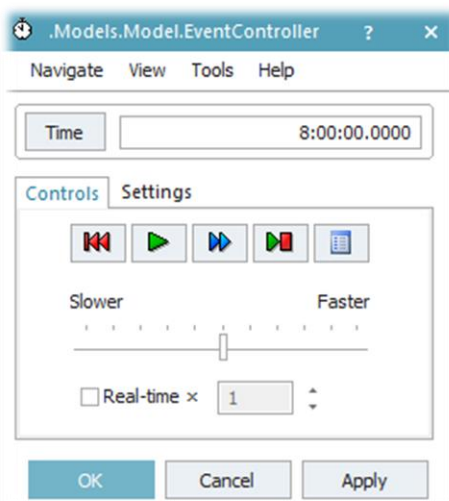 .Models.Model.EventController ? ×
Navigate View Tools Help
Time 8:00:00.0000
Controls Settings
Slower Faster
Real-time × 1
OK Cancel Apply